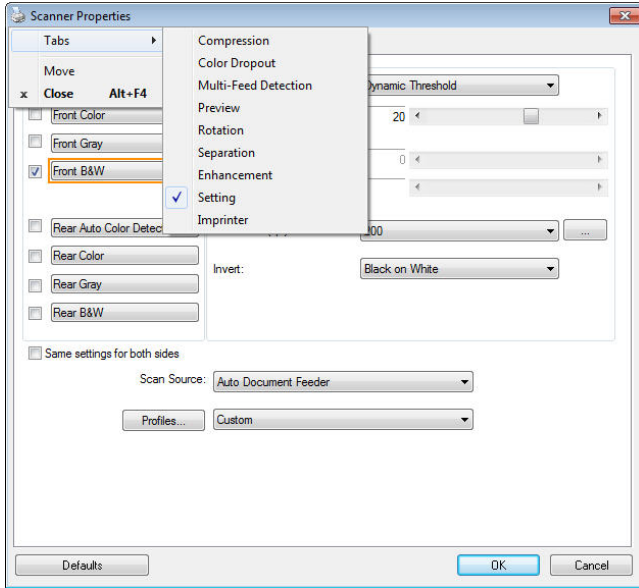 Scanner Properties
Tabs
Move
x Close Alt+F4
Compression
Color Dropout
Multi-Feed Detection
Preview
Rotation
Separation
Enhancement
Setting
Imprinter
Dynamic Threshold
Front Color
20
Front Gray
0
Front B&W
Rear Auto Color Detec
200
...
Rear Color
Invert: Black on White
Rear Gray
Rear B&W
Same settings for both sides
Scan Source: Auto Document Feeder
Profiles... Custom
Defaults OK Cancel